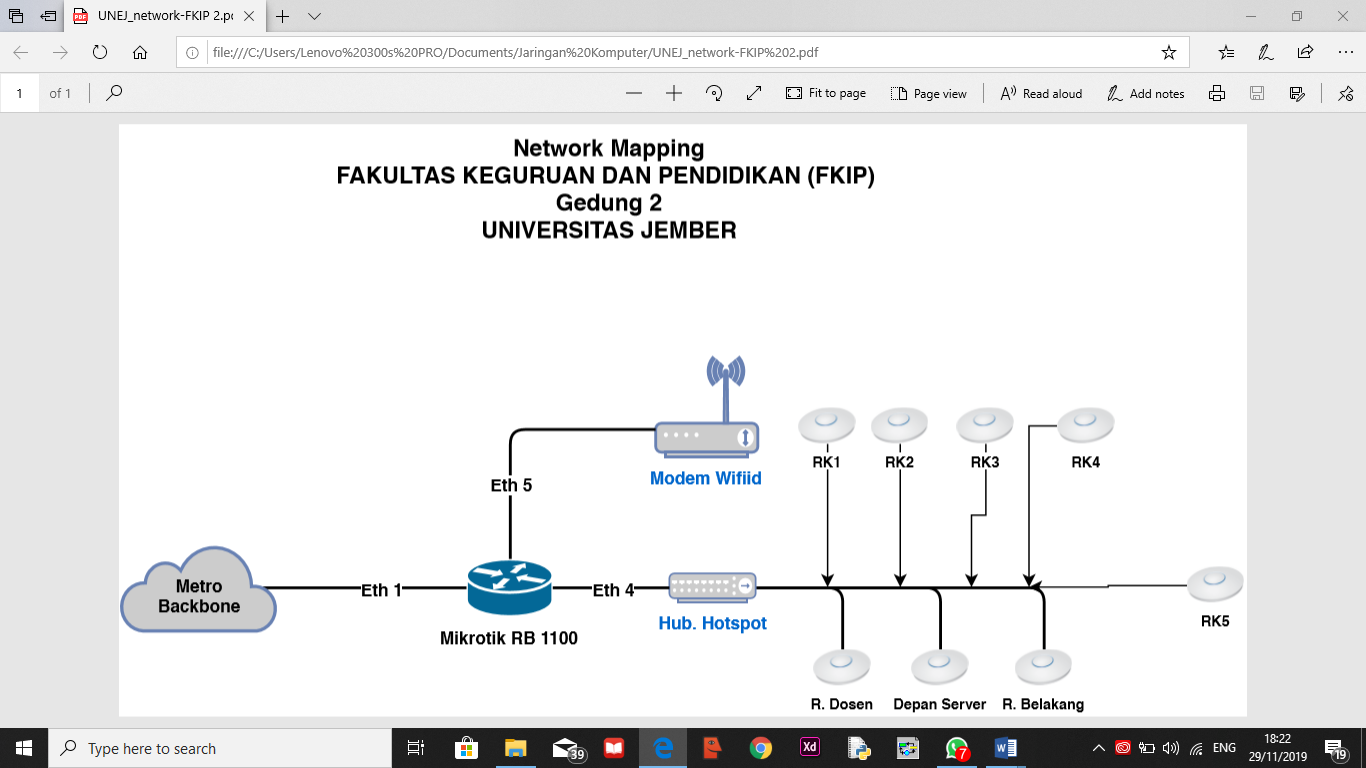 UNEJ_network-FKIP 2.p
file:///C:/Users/Lenovo%20300s%20PRO/Documents/Jaringan%20Komputer/UNEJ_network-FKIP%202.pdf
1 of 1
Fit to page
Page view
Read aloud
Add notes
Network Mapping
FAKULTAS KEGURUAN DAN PENDIDIKAN (FKIP)
Gedung 2
UNIVERSITAS JEMBER
Eth 5
Modem Wifiid
RK1
RK2
RK3
RK4
Metro
Backbone
Eth 1
Eth 4
Mikrotik RB 1100
Hub. Hotspot
RK5
R. Dosen
Depan Server
R. Belakang
Type here to search
39
Xd
7
ENG
18:22
29/11/2019
19